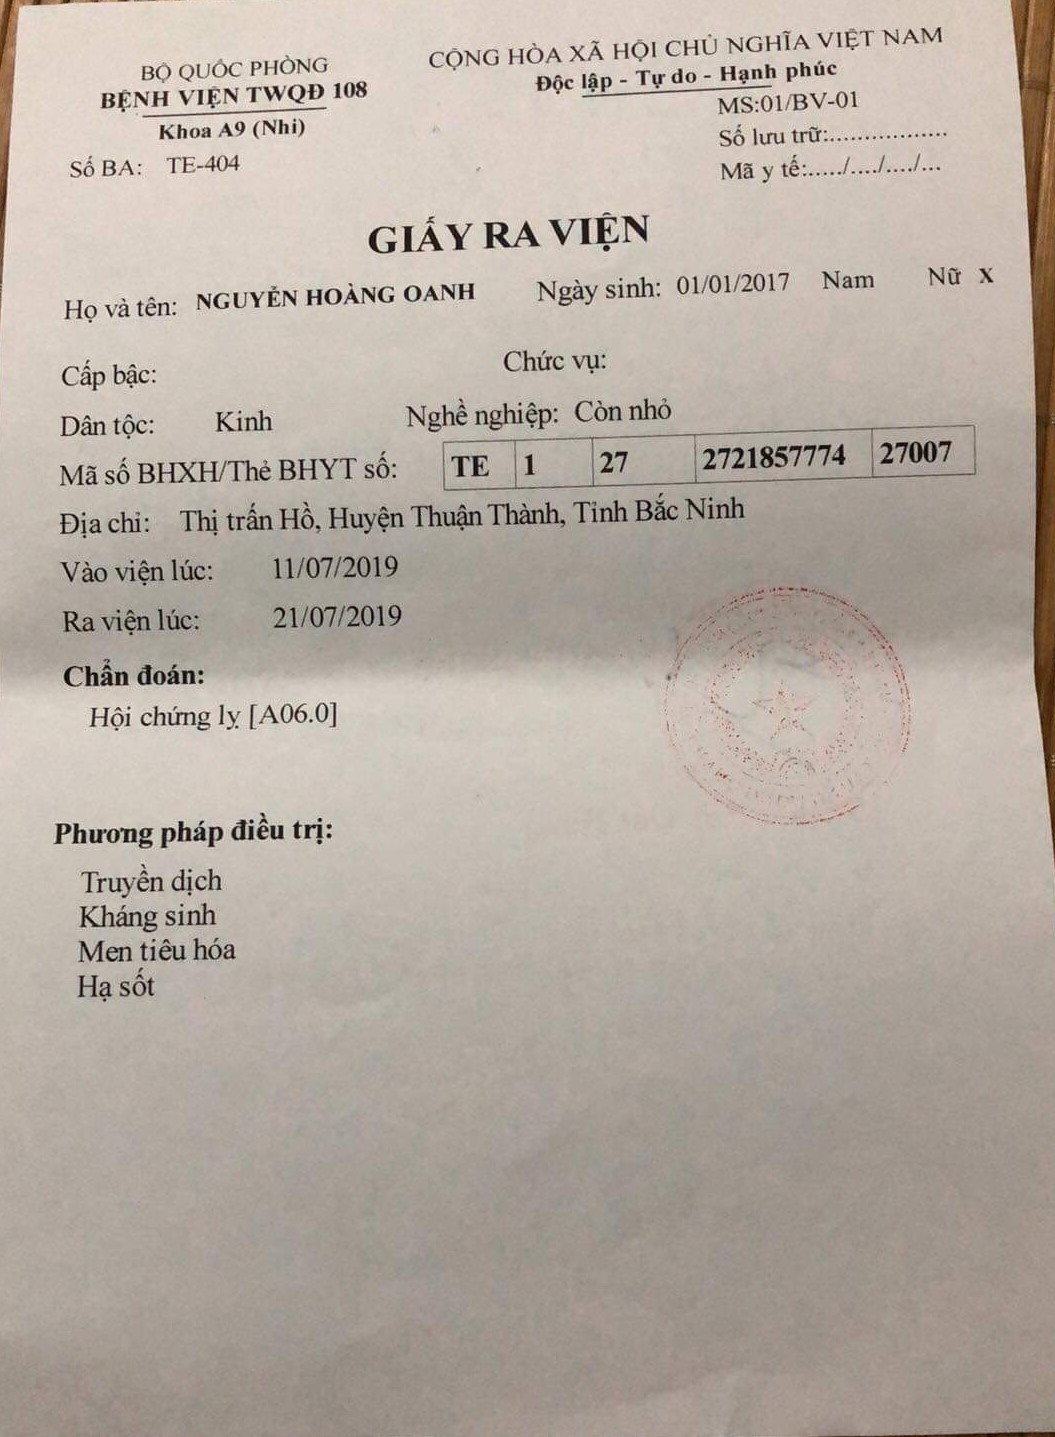 BỘ QUỐC PHÒNG
BỆNH VIỆN TWQĐ 108
Khoa A9 (Nhi)
Số BA: TE-404
CỘNG HÒA XÃ HỘI CHỦ NGHĨA VIỆT NAM
Độc lập - Tự do - Hạnh phúc
MS:01/BV-01
Số lưu trữ:.................
Mã y tế:...../..../..../...
GIẤY RA VIỆN
Họ và tên: NGUYỄN HOÀNG OANH Ngày sinh: 01/01/2017 Nam Nữ X
Cấp bậc: Chức vụ:
Dân tộc: Kinh Nghề nghiệp: Còn nhỏ
Mã số BHXH/Thẻ BHYT số: TE 1 27 2721857774 27007
Địa chỉ: Thị trấn Hồ, Huyện Thuận Thành, Tỉnh Bắc Ninh
Vào viện lúc: 11/07/2019
Ra viện lúc: 21/07/2019
Chẩn đoán:
Hội chứng lỵ [A06.0]
Phương pháp điều trị:
Truyền dịch
Kháng sinh
Men tiêu hóa
Hạ sốt